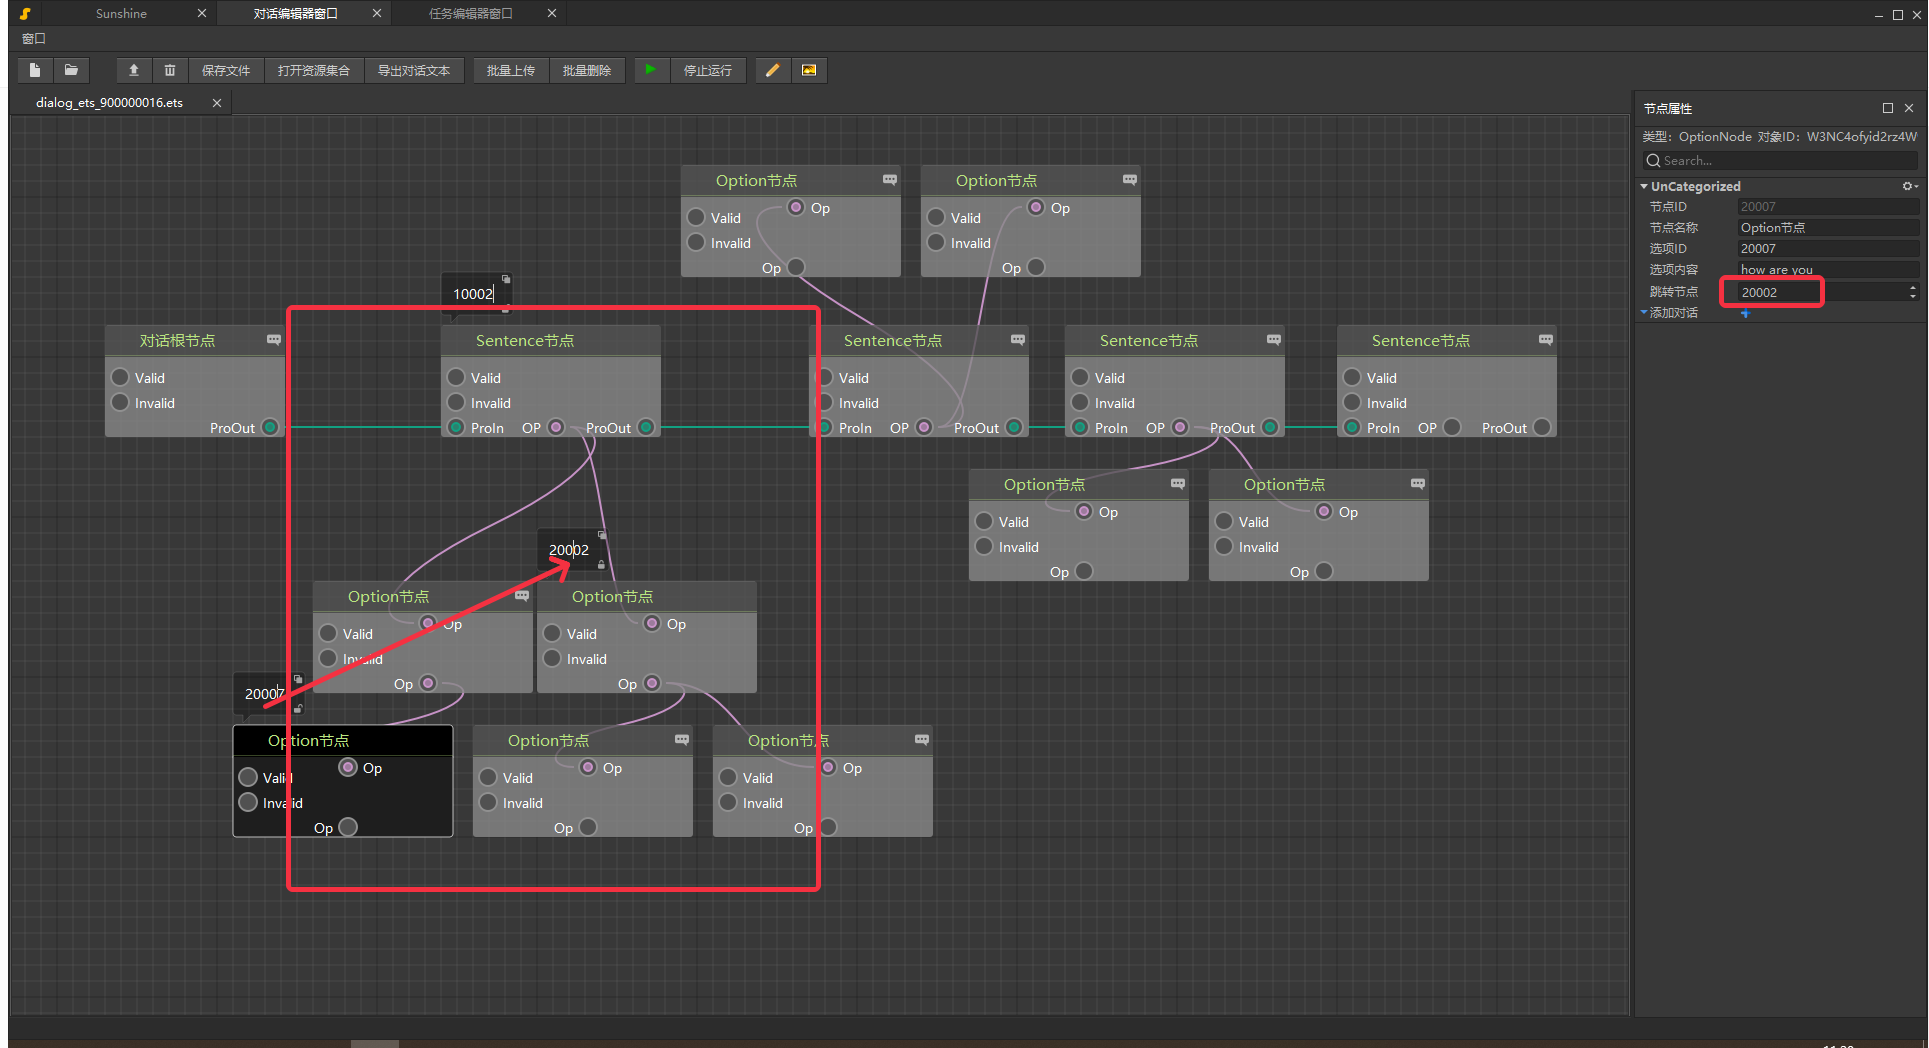 Sunshine
对话编辑器窗口
任务编辑器窗口
窗口
保存文件
打开资源集合
导出对话文本
批量上传
批量删除
停止运行
dialog_ets_900000016.ets
Option节点
Op
Valid
Invalid
Op
Option节点
Op
Valid
Invalid
Op
10002
对话根节点
Valid
Invalid
ProOut
Sentence节点
Valid
Invalid
ProIn OP ProOut
Sentence节点
Valid
Invalid
ProIn OP ProOut
Sentence节点
Valid
Invalid
ProIn OP ProOut
Sentence节点
Valid
Invalid
ProIn OP ProOut
Option节点
Op
Valid
Invalid
Op
Option节点
Op
Valid
Invalid
Op
20002
Option节点
Op
Valid
Invalid
Op
Option节点
Op
Valid
Invalid
Op
20007
Option节点
Op
Valid
Invalid
Op
Option节点
Op
Valid
Invalid
Op
Option节点
Op
Valid
Invalid
Op
节点属性
类型: OptionNode 对象ID: W3NC4ofyid2rz4W
Search...
UnCategorized
节点ID 20007
节点名称 Option节点
选项ID 20007
选项内容 how are you
跳转节点 20002
添加对话